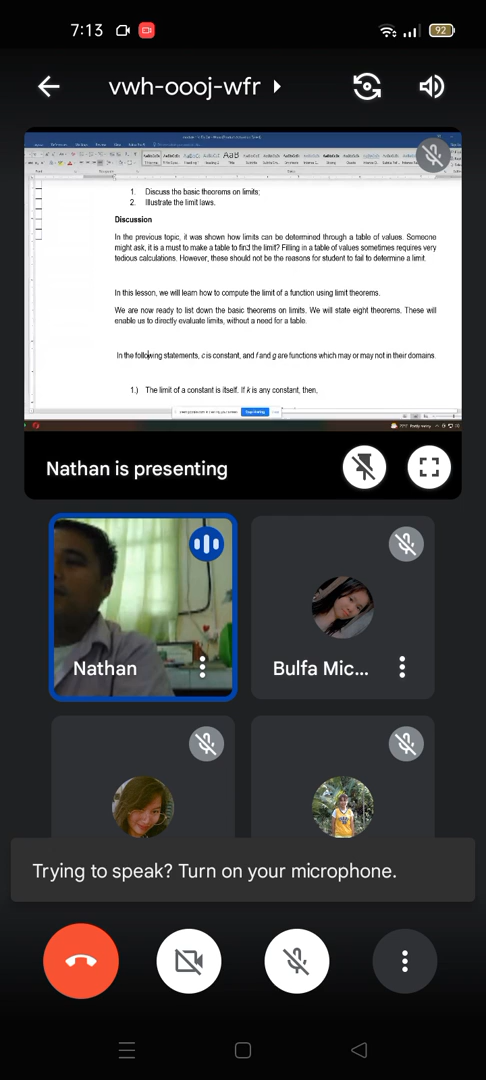 7:13
92
vwh-oooj-wfr
1. Discuss the basic theorems on limits;
2. Illustrate the limit laws.
Discussion
In the previous topic, it was shown how limits can be determined through a table of values. Someone
might ask, it is a must to make a table to find the limit? Filling in a table of values sometimes requires very
tedious calculations. However, these should not be the reasons for student to fail to determine a limit.
In this lesson, we will learn how to compute the limit of a function using limit theorems.
We are now ready to list down the basic theorems on limits. We will state eight theorems. These will
enable us to directly evaluate limits, without a need for a table.
In the following statements, c is constant, and f and g are functions which may or may not in their domains.
1.) The limit of a constant is itself. If k is any constant, then,
Nathan is presenting
Nathan
Bulfa Mic...
Trying to speak? Turn on your microphone.